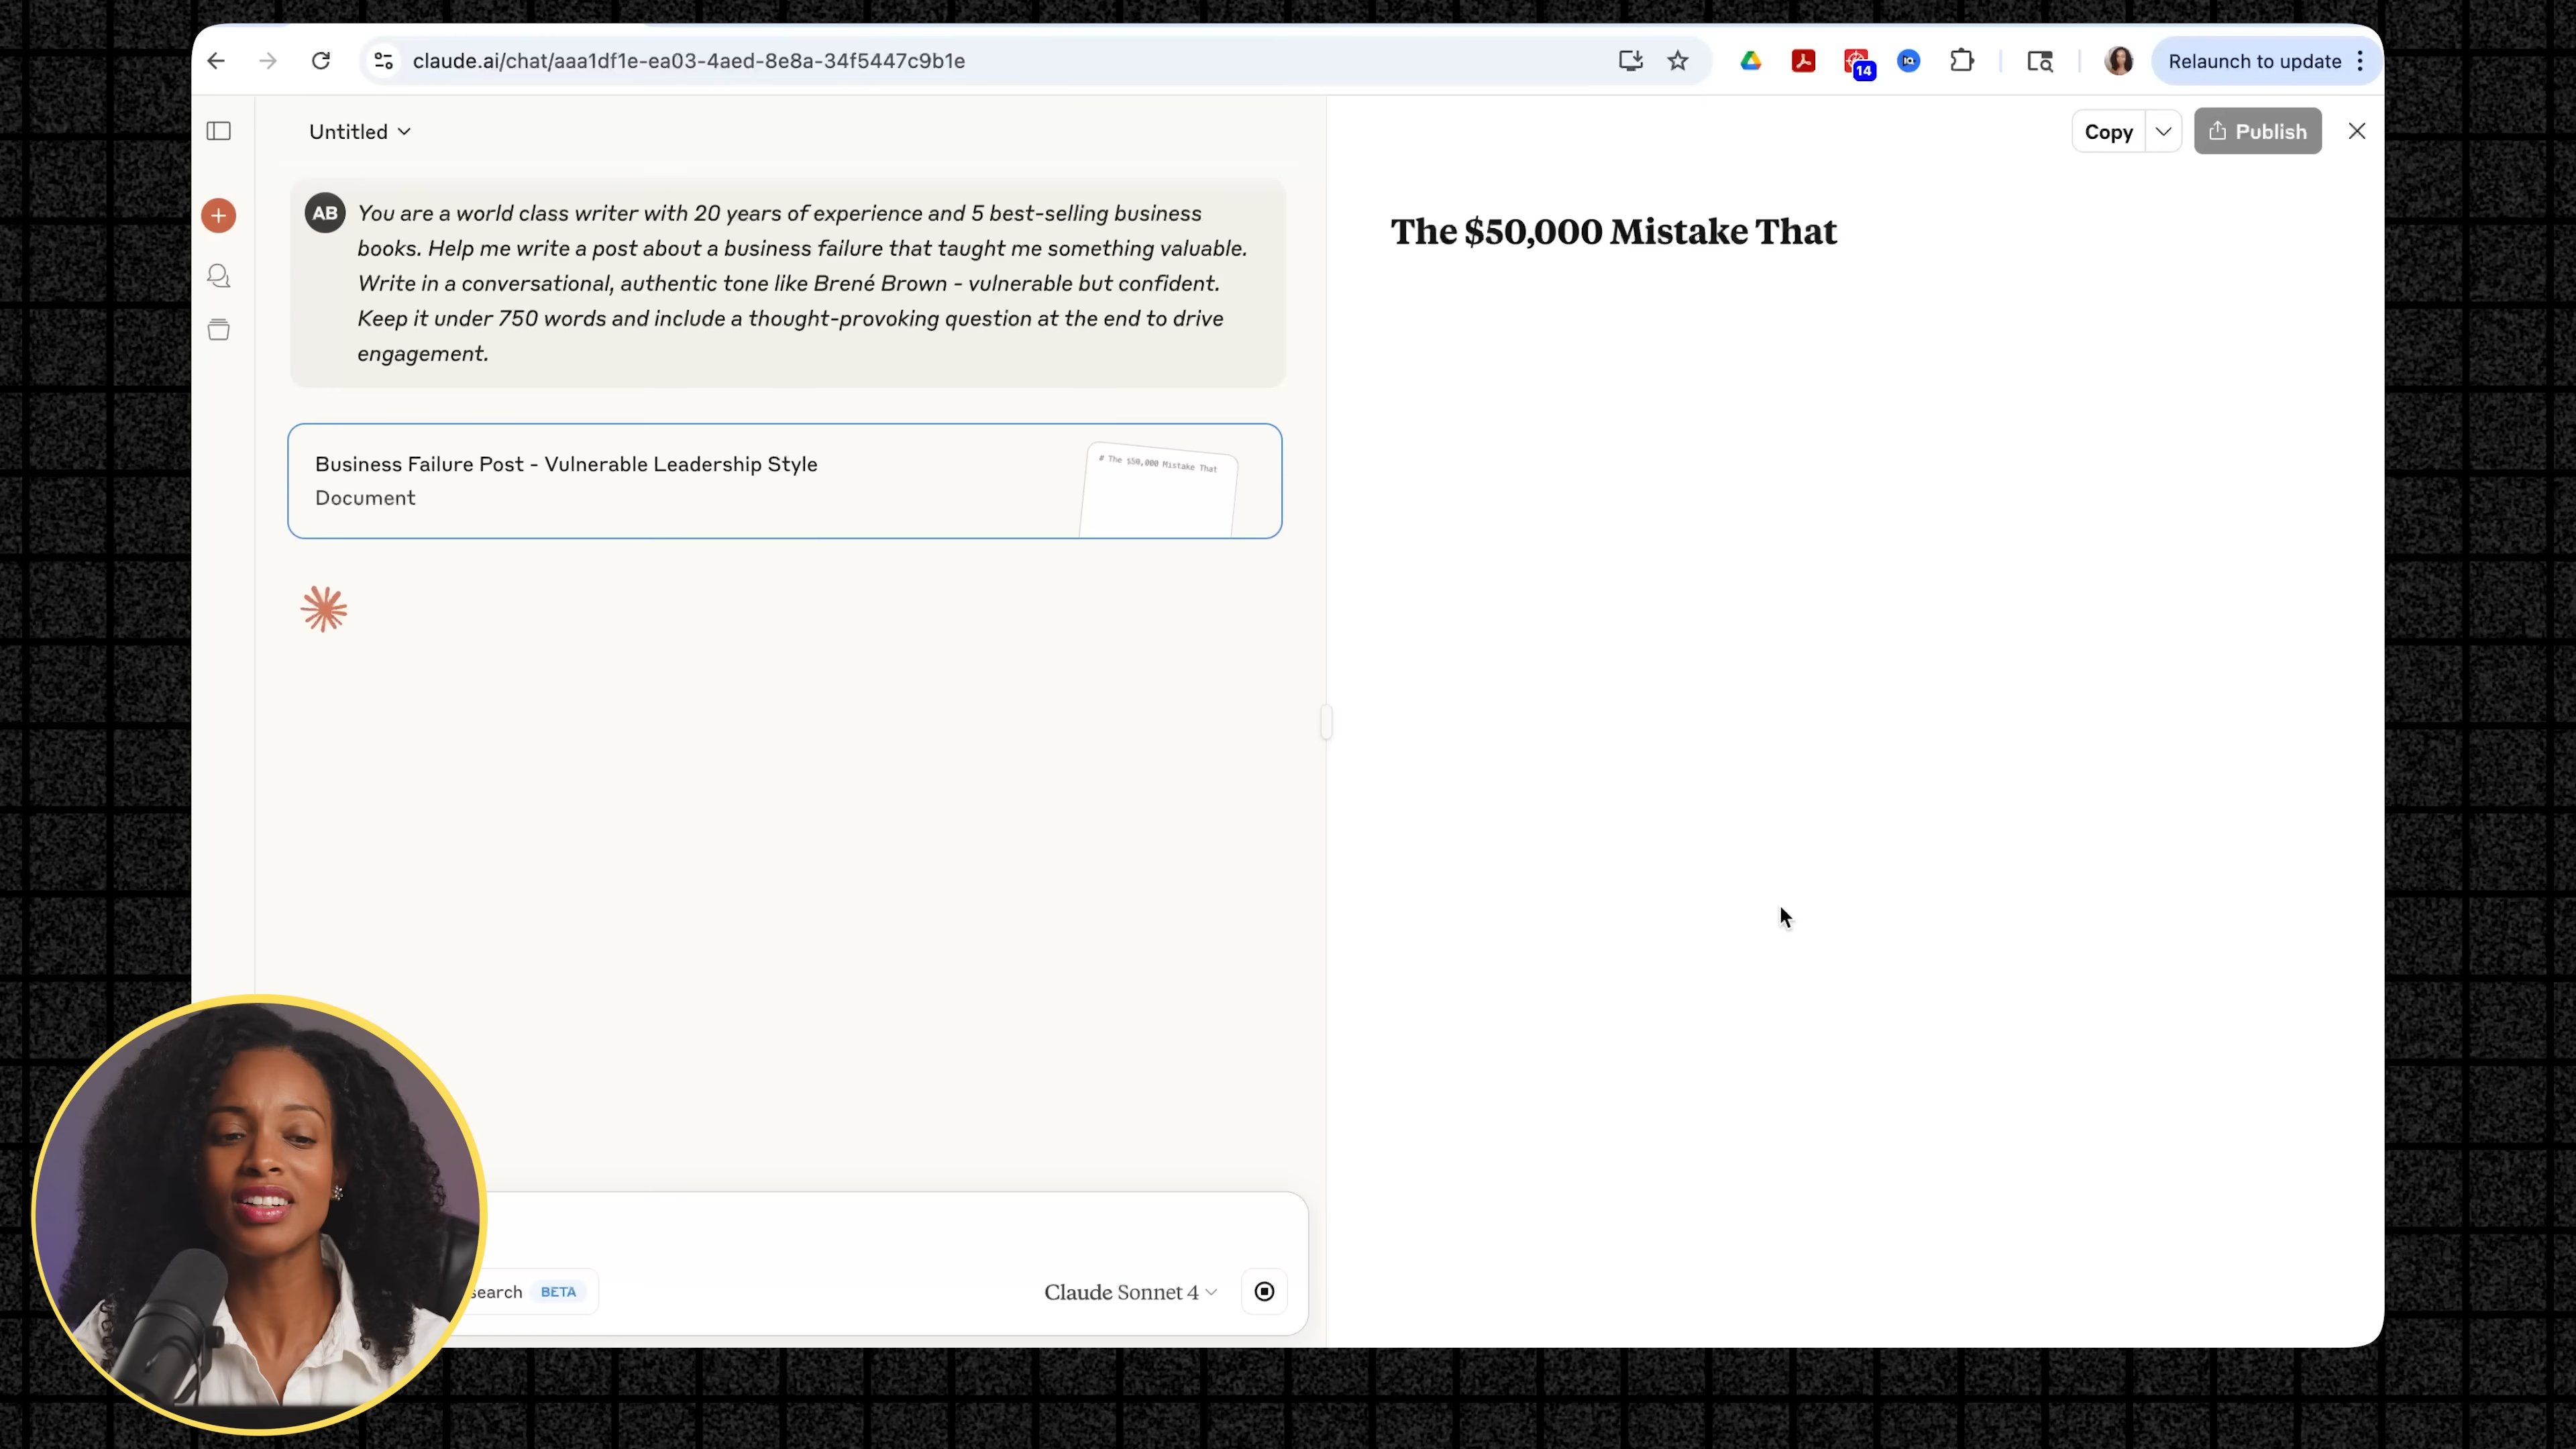 claude.ai/chat/aaa1df1e-ea03-4aed-8e8a-34f5447c9b1e
14
Relaunch to update
Untitled
Copy
Publish
AB
You are a world class writer with 20 years of experience and 5 best-selling business
books. Help me write a post about a business failure that taught me something valuable.
Write in a conversational, authentic tone like Brené Brown - vulnerable but confident.
Keep it under 750 words and include a thought-provoking question at the end to drive
engagement.
The $50,000 Mistake That
Business Failure Post - Vulnerable Leadership Style
Document
# The $50,000 Mistake That
search BETA
Claude Sonnet 4